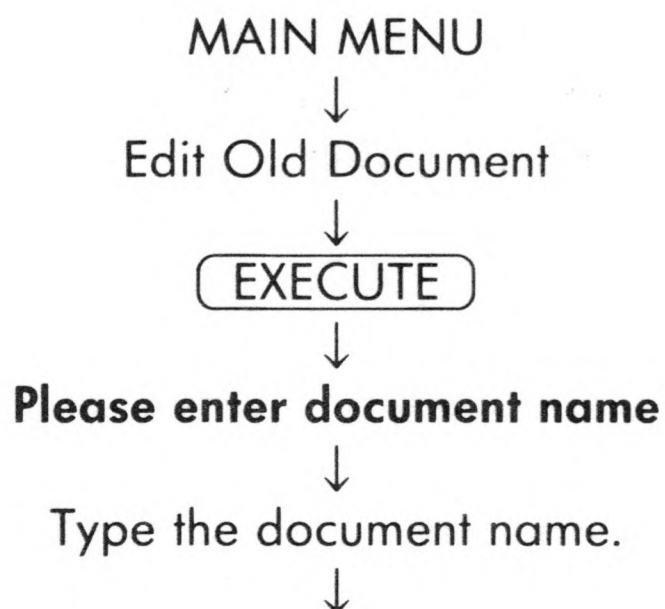 MAIN MENU
↓
Edit Old Document
↓
EXECUTE
↓
Please enter document name
↓
Type the document name.
↓